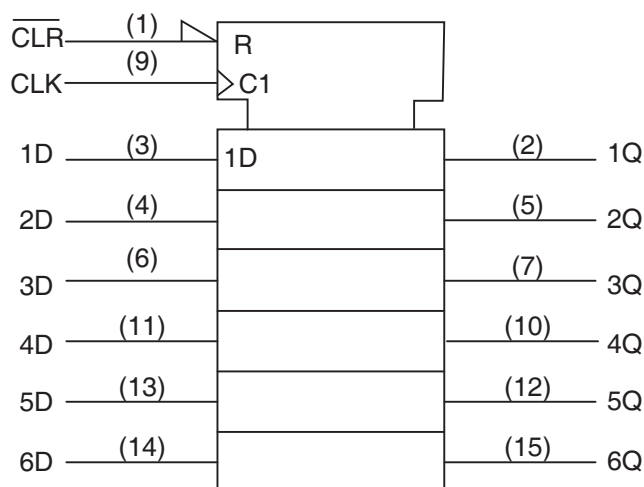 C̅L̅R̅ (1) R
CLK (9) C1
1D (3) 1D (2) 1Q
2D (4) (5) 2Q
3D (6) (7) 3Q
4D (11) (10) 4Q
5D (13) (12) 5Q
6D (14) (15) 6Q